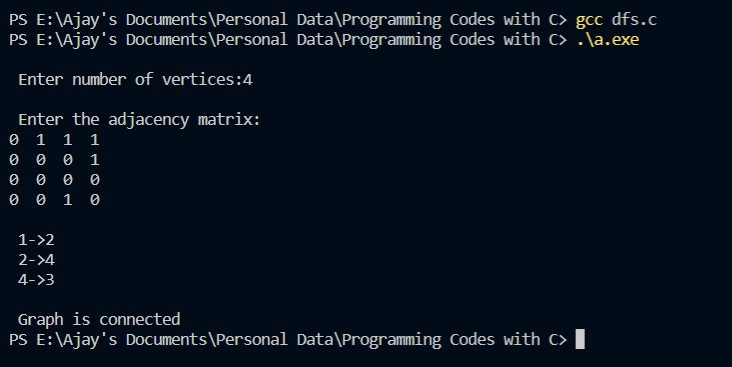 PS E:\Ajay's Documents\Personal Data\Programming Codes with C> gcc dfs.c
PS E:\Ajay's Documents\Personal Data\Programming Codes with C> .\a.exe
Enter number of vertices:4
Enter the adjacency matrix:
0 1 1 1
0 0 0 1
0 0 0 0
0 0 1 0
1->2
2->4
4->3
Graph is connected
PS E:\Ajay's Documents\Personal Data\Programming Codes with C>